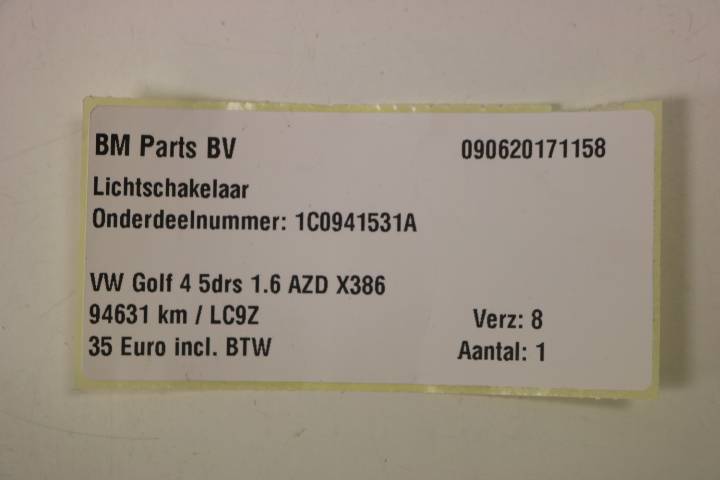 BM Parts BV 090620171158
Lichtschakelaar
Onderdeelnummer: 1C0941531A
VW Golf 4 5drs 1.6 AZD X386
94631 km / LC9Z Verz: 8
35 Euro incl. BTW Aantal: 1